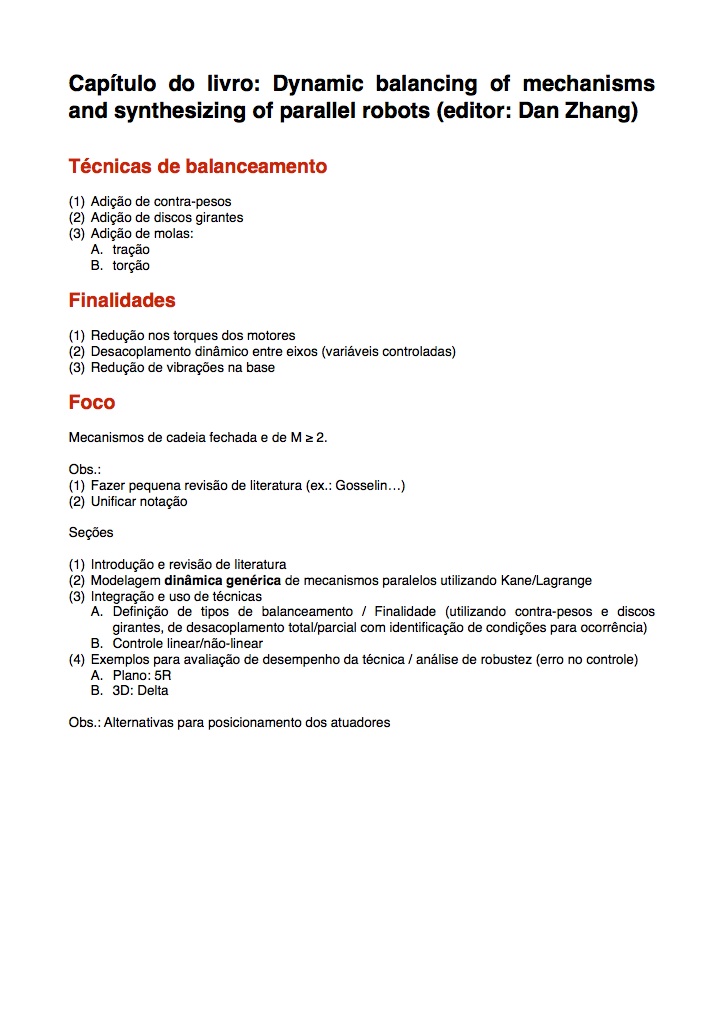 Capítulo do livro: Dynamic balancing of mechanisms
and synthesizing of parallel robots (editor: Dan Zhang)
Técnicas de balanceamento
(1) Adição de contra-pesos
(2) Adição de discos girantes
(3) Adição de molas:
A. tração
B. torção
Finalidades
(1) Redução nos torques dos motores
(2) Desacoplamento dinâmico entre eixos (variáveis controladas)
(3) Redução de vibrações na base
Foco
Mecanismos de cadeia fechada e de M ≥ 2.
Obs.:
(1) Fazer pequena revisão de literatura (ex.: Gosselin…)
(2) Unificar notação
Seções
(1) Introdução e revisão de literatura
(2) Modelagem dinâmica genérica de mecanismos paralelos utilizando Kane/Lagrange
(3) Integração e uso de técnicas
A. Definição de tipos de balanceamento / Finalidade (utilizando contra-pesos e discos
girantes, de desacoplamento total/parcial com identificação de condições para ocorrência)
B. Controle linear/não-linear
(4) Exemplos para avaliação de desempenho da técnica / análise de robustez (erro no controle)
A. Plano: 5R
B. 3D: Delta
Obs.: Alternativas para posicionamento dos atuadores